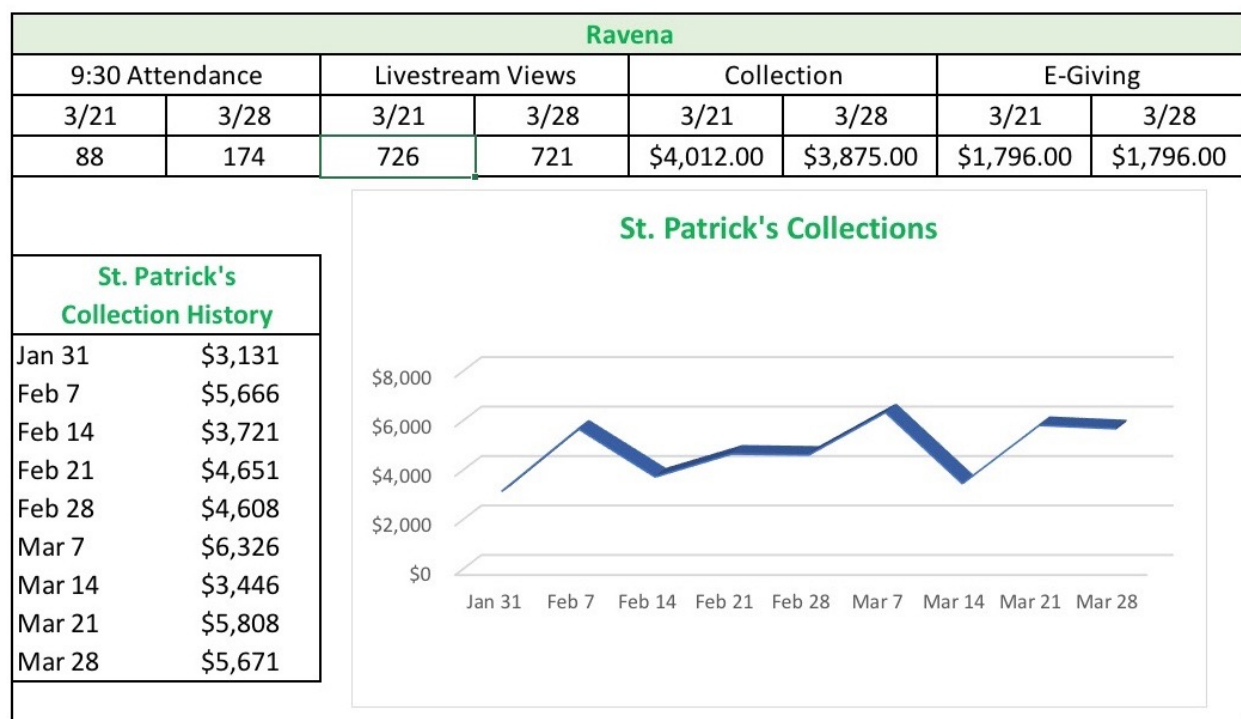 Ravena
9:30 Attendance Livestream Views Collection E-Giving
3/21 3/28 3/21 3/28 3/21 3/28 3/21 3/28
88 174 726 721 $4,012.00 $3,875.00 $1,796.00 $1,796.00
St. Patrick's
Collection History
Jan 31 $3,131
Feb 7 $5,666
Feb 14 $3,721
Feb 21 $4,651
Feb 28 $4,608
Mar 7 $6,326
Mar 14 $3,446
Mar 21 $5,808
Mar 28 $5,671
St. Patrick's Collections
$8,000
$6,000
$4,000
$2,000
$0
Jan 31 Feb 7 Feb 14 Feb 21 Feb 28 Mar 7 Mar 14 Mar 21 Mar 28